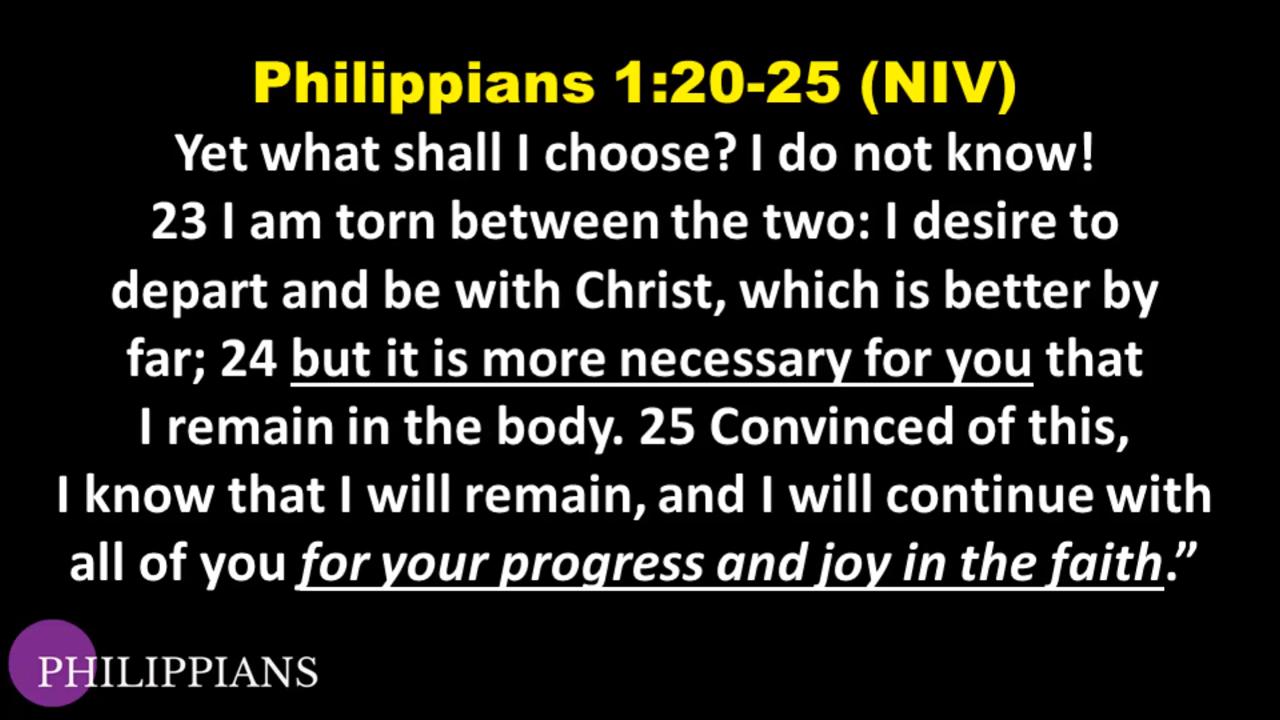 Philippians 1:20-25 (NIV)
Yet what shall I choose? I do not know!
23 I am torn between the two: I desire to
depart and be with Christ, which is better by
far; 24 but it is more necessary for you that
I remain in the body. 25 Convinced of this,
I know that I will remain, and I will continue with
all of you for your progress and joy in the faith.”
PHILIPPIANS